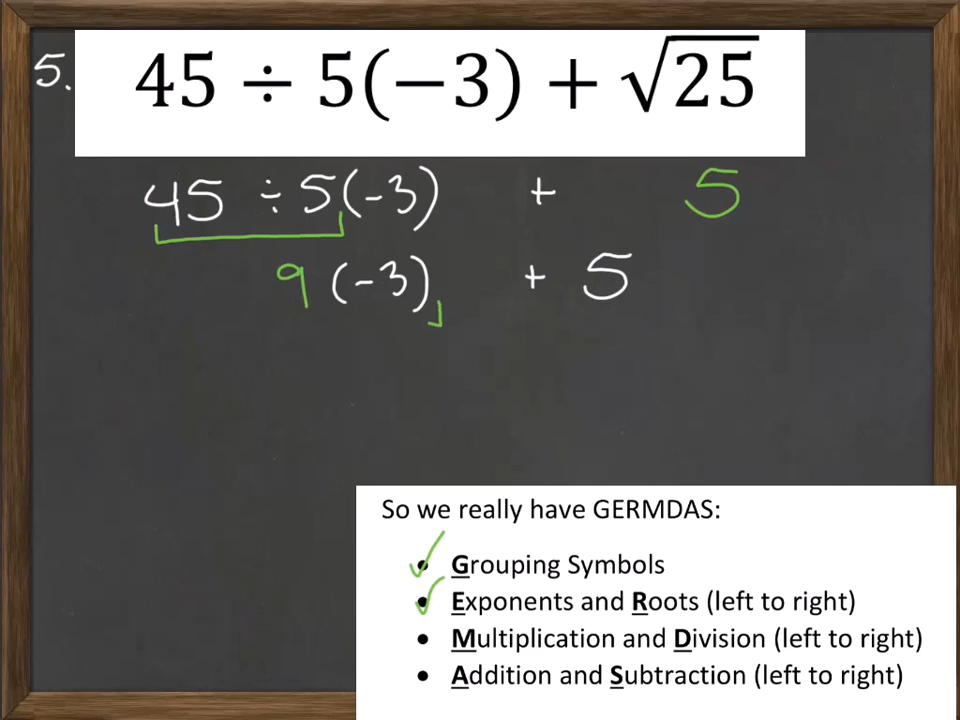 5. 45 ÷ 5(−3) + √25
45 ÷ 5(-3) + 5
9 (-3) + 5
So we really have GERMDAS:
• Grouping Symbols
• Exponents and Roots (left to right)
• Multiplication and Division (left to right)
• Addition and Subtraction (left to right)